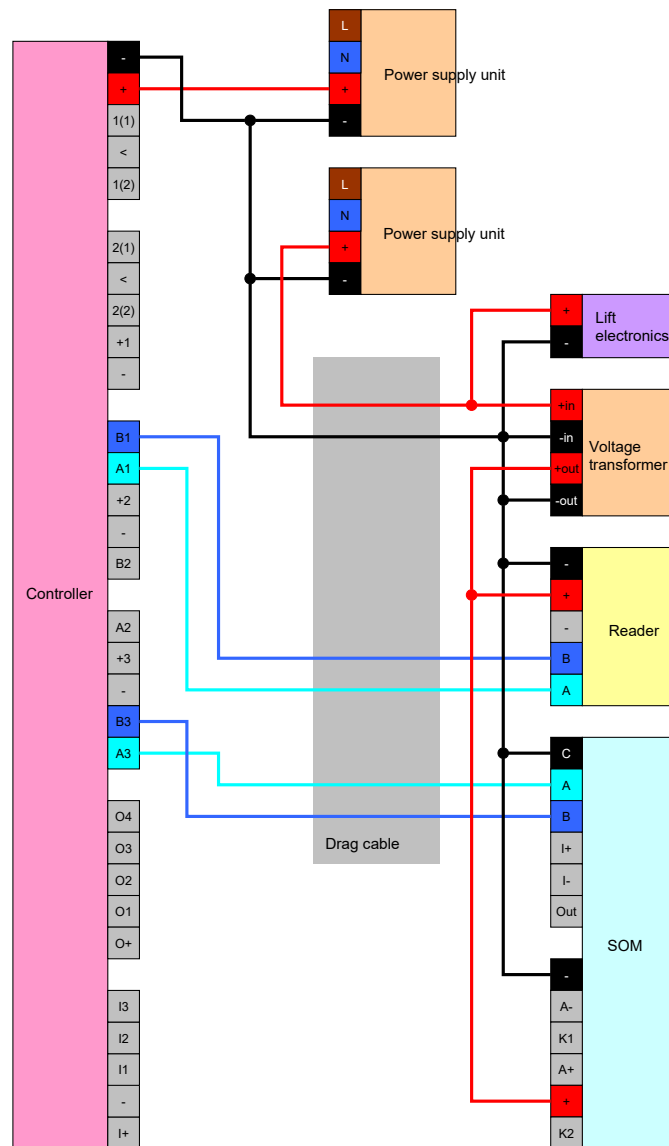 Controller
-
+
1(1)
<
1(2)
2(1)
<
2(2)
+1
-
B1
A1
+2
-
B2
A2
+3
-
B3
A3
O4
O3
O2
O1
O+
I3
I2
I1
-
I+
L
N
+
-
Power supply unit
L
N
+
-
Power supply unit
Drag cable
+
-
Lift
electronics
+in
-in
+out
-out
Voltage
transformer
-
+
-
B
A
Reader
C
A
B
I+
I-
Out
-
A-
K1
A+
+
K2
SOM